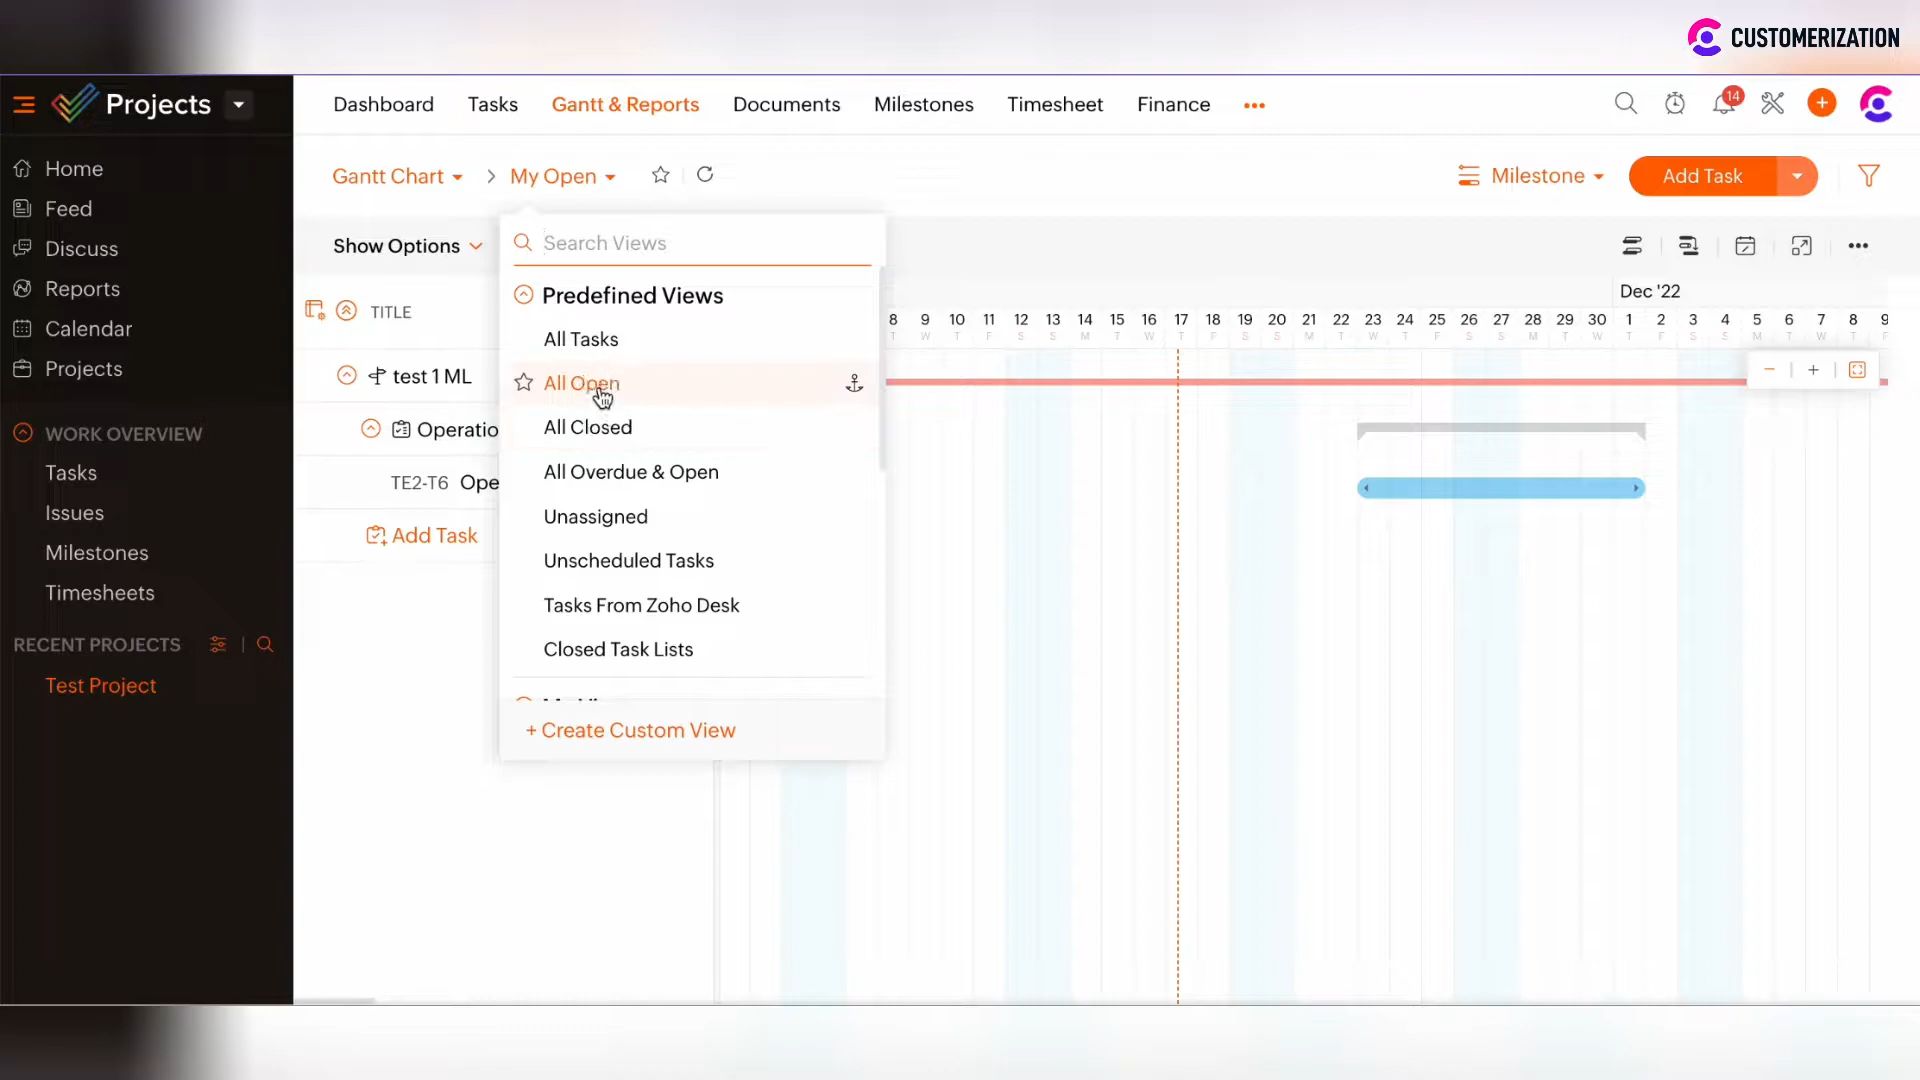 CUSTOMERIZATION
Projects
Dashboard Tasks Gantt & Reports Documents Milestones Timesheet Finance
14
Home
Feed
Discuss
Reports
Calendar
Projects
WORK OVERVIEW
Tasks
Issues
Milestones
Timesheets
RECENT PROJECTS
Test Project
Gantt Chart > My Open
Milestone
Add Task
Show Options
TITLE
test 1 ML
Operatio
TE2-T6 Ope
Add Task
Search Views
Predefined Views
All Tasks
All Open
All Closed
All Overdue & Open
Unassigned
Unscheduled Tasks
Tasks From Zoho Desk
Closed Task Lists
+ Create Custom View
Dec '22
8 9 10 11 12 13 14 15 16 17 18 19 20 21 22 23 24 25 26 27 28 29 30 1 2 3 4 5 6 7 8 9
T W T F S S M T W T F S S M T W T F S S M T W T F S S M T W T F